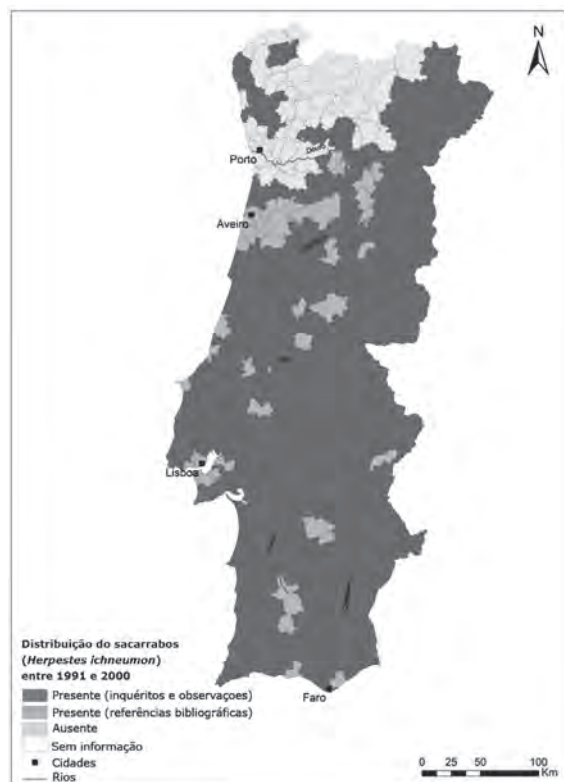 N
Porto
Douro
Aveiro
Lisboa
Faro
Distribuição do sacarrabos
(Herpestes ichneumon)
entre 1991 e 2000
Presente (inquéritos e observaçoes)
Presente (referências bibliográficas)
Ausente
Sem informação
Cidades
Rios
0 25 50 100
Km